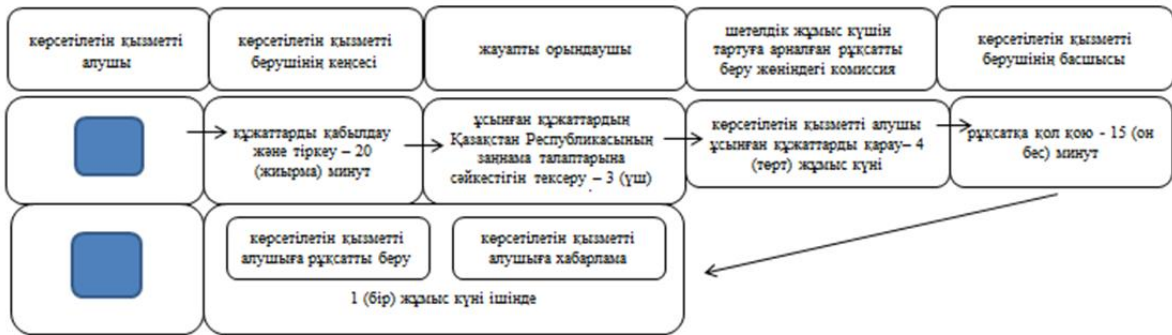 көрсетілетін қызметті
алушы
көрсетілетін қызметті
берушінің кеңсесі
жауапты орындаушы
шетелдік жұмыс күшін
тартуға арналған рұқсатты
беру жөніндегі комиссия
көрсетілетін қызметті
берушінің басшысы
құжаттарды қабылдау
және тіркеу – 20
(жиырма) минут
ұсынған құжаттардың
Қазақстан Республикасының
заңнама талаптарына
сәйкестігін тексеру – 3 (үш)
көрсетілетін қызметті алушы
ұсынған құжаттарды қарау– 4
(төрт) жұмыс күні
рұқсатқа қол қою - 15 (он
бес) минут
көрсетілетін қызметті
алушыға рұқсатты беру
көрсетілетін қызметті
алушыға хабарлама
1 (бір) жұмыс күні ішінде